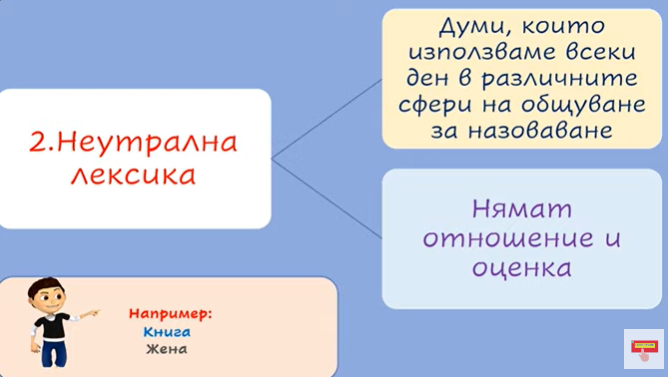 2.Неутрална
лексика
Думи, които
използваме всеки
ден в различните
сфери на общуване
за назоваване
Нямат
отношение и
оценка
Например:
Книга
Жена